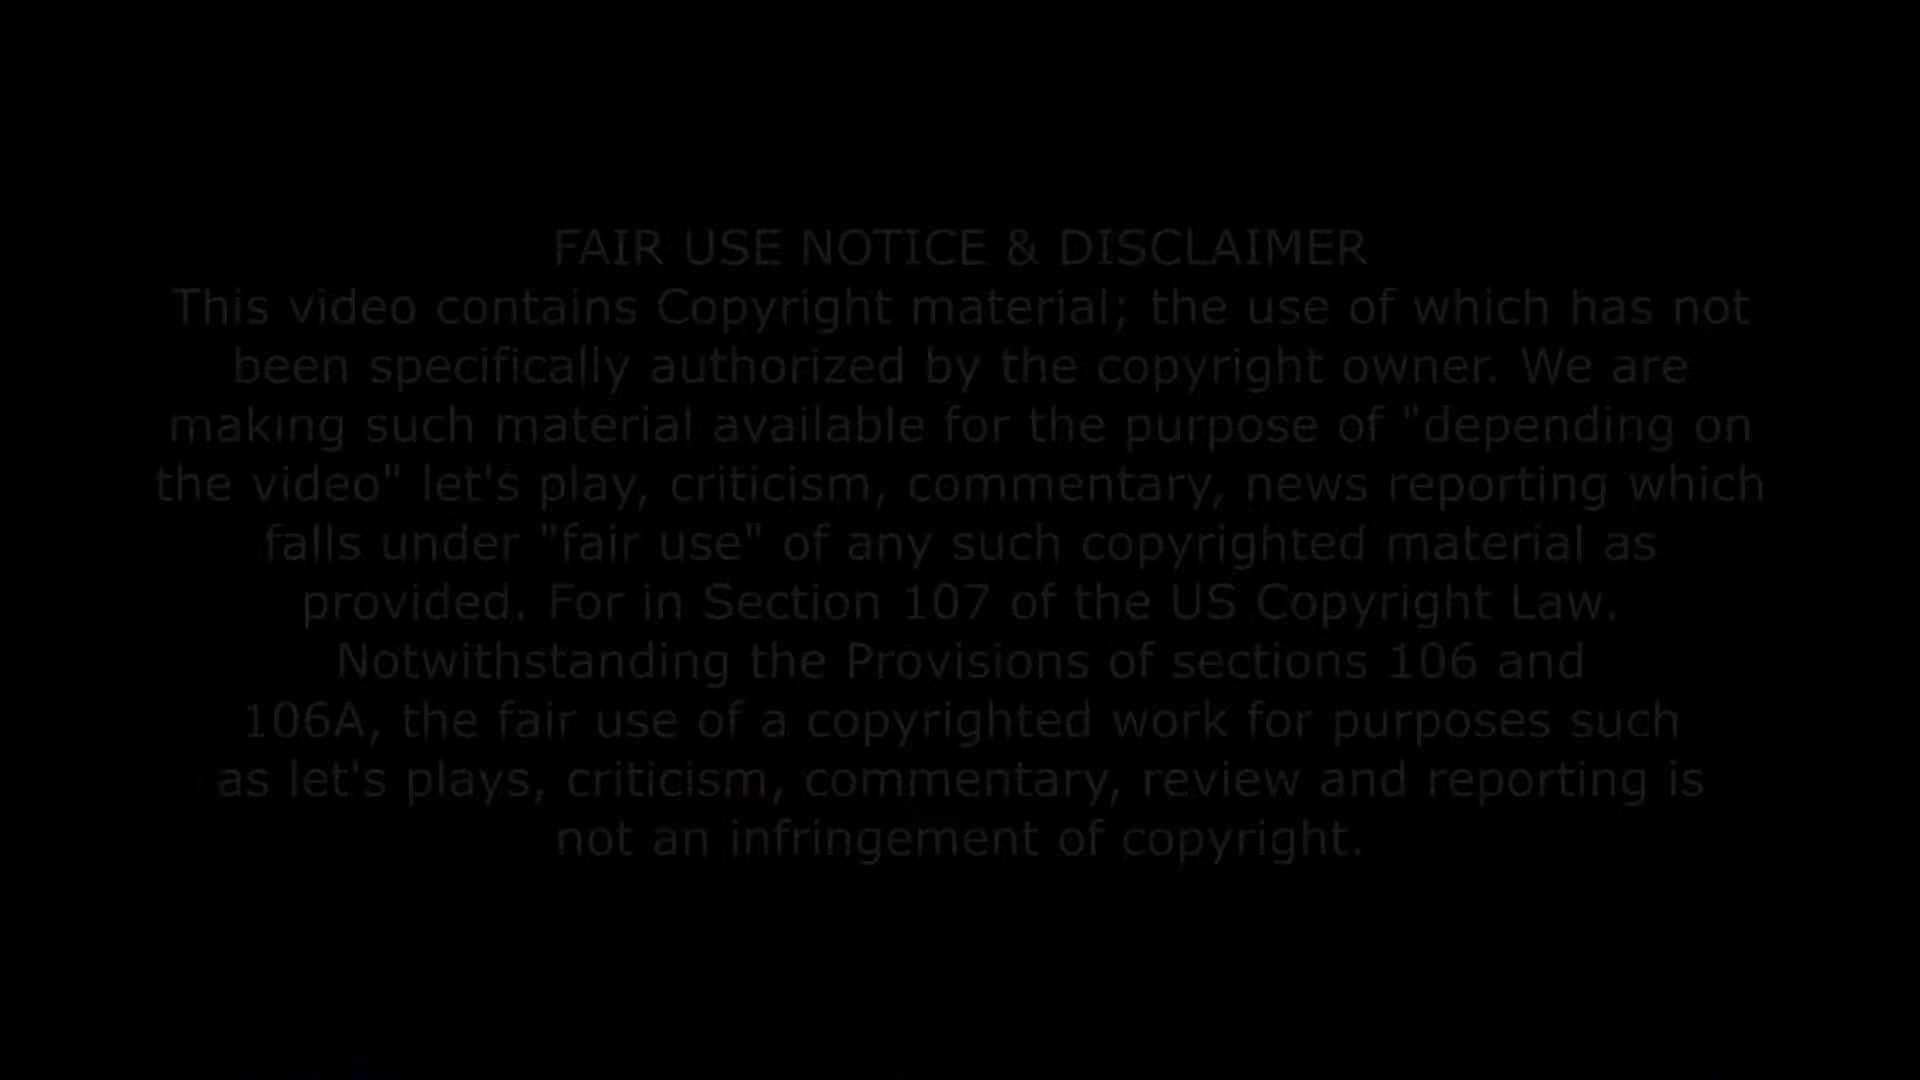 FAIR USE NOTICE & DISCLAIMER
This video contains Copyright material; the use of which has not
been specifically authorized by the copyright owner. We are
making such material available for the purpose of "depending on
the video" let's play, criticism, commentary, news reporting which
falls under "fair use" of any such copyrighted material as
provided. For in Section 107 of the US Copyright Law.
Notwithstanding the Provisions of sections 106 and
106A, the fair use of a copyrighted work for purposes such
as let's plays, criticism, commentary, review and reporting is
not an infringement of copyright.